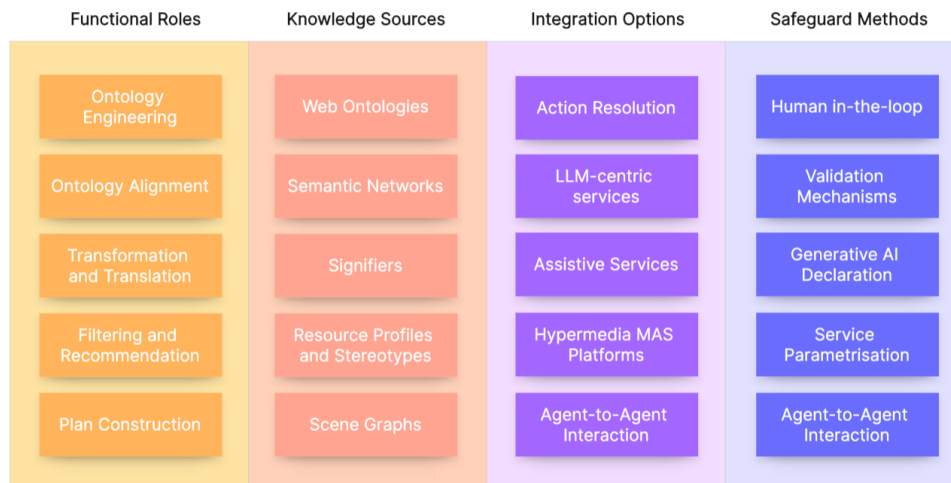 Functional Roles
Knowledge Sources
Integration Options
Safeguard Methods
Ontology
Engineering
Web Ontologies
Action Resolution
Human in-the-loop
Ontology Alignment
Semantic Networks
LLM-centric
services
Validation
Mechanisms
Transformation
and Translation
Signifiers
Assistive Services
Generative AI
Declaration
Filtering and
Recommendation
Resource Profiles
and Stereotypes
Hypermedia MAS
Platforms
Service
Parametrisation
Plan Construction
Scene Graphs
Agent-to-Agent
Interaction
Agent-to-Agent
Interaction